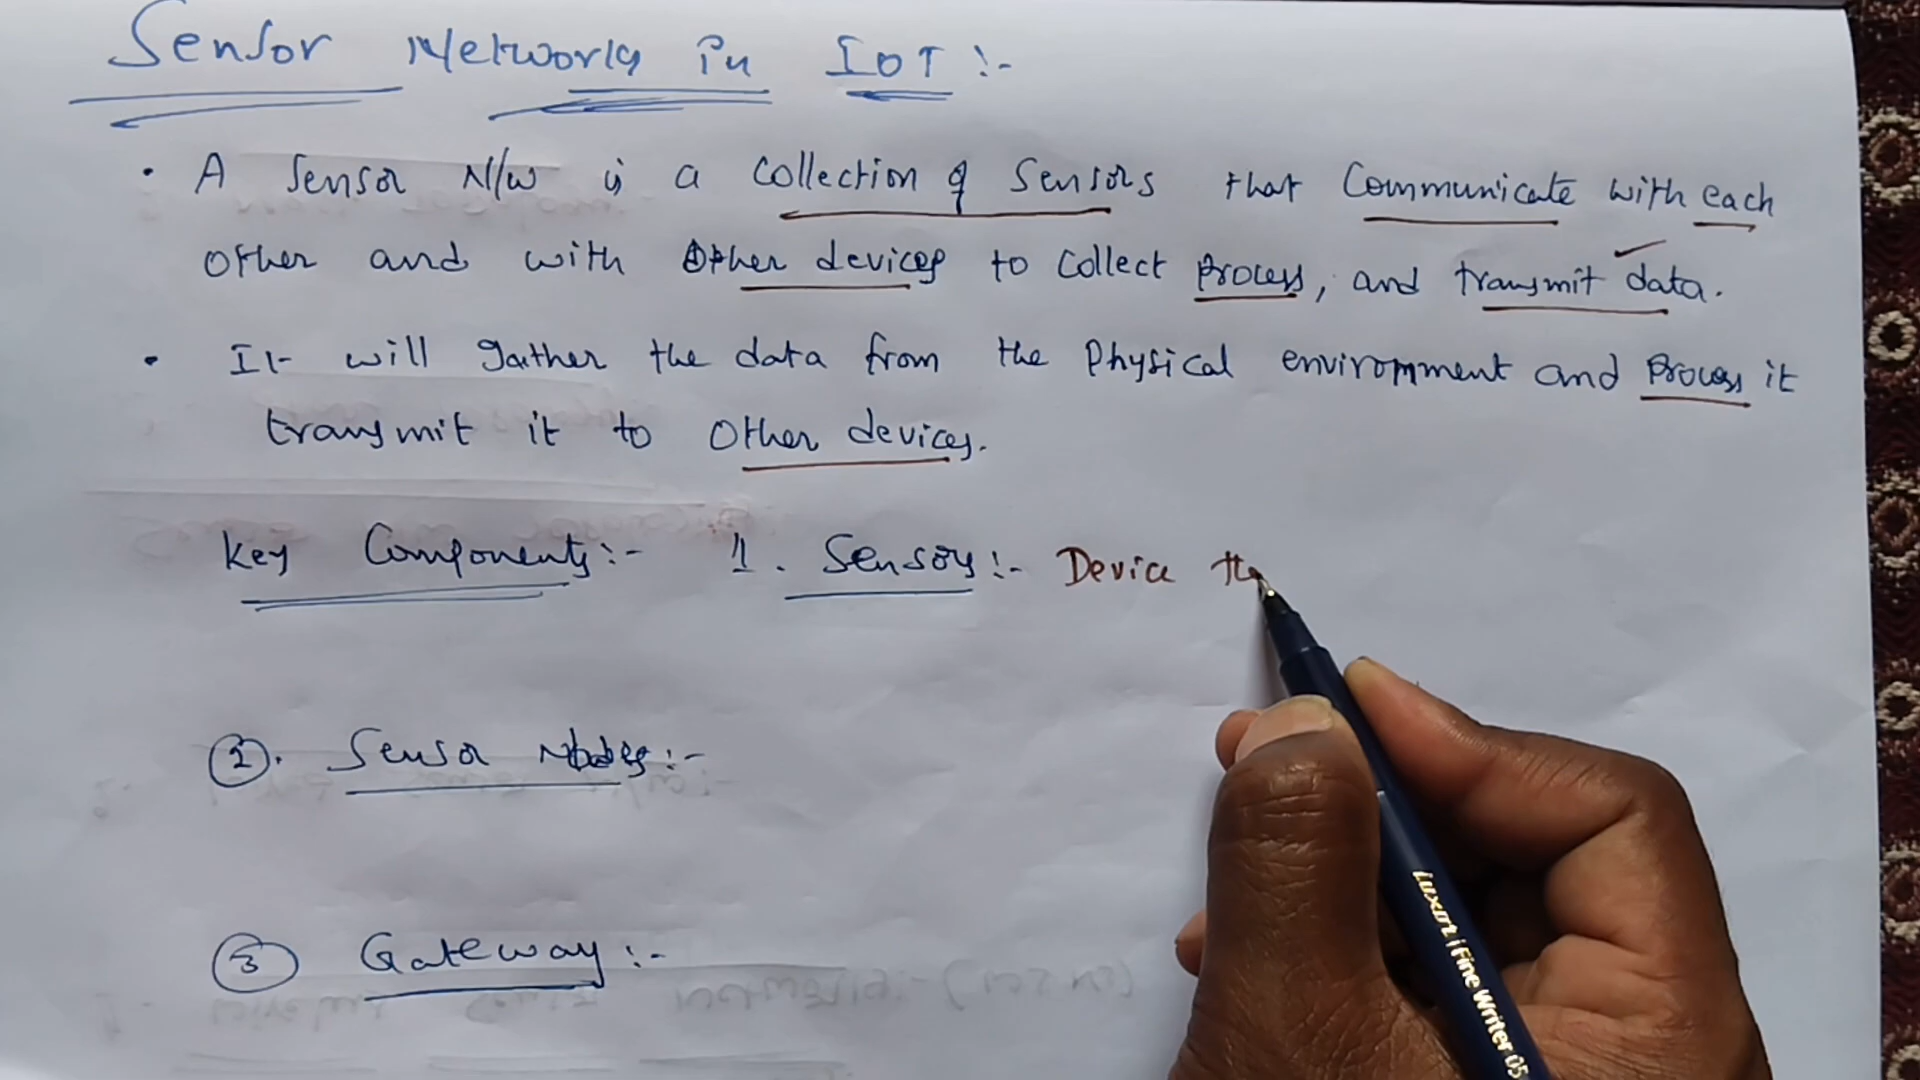 Sensor Networks in IOT :-
• A Sensor N/W is a Collection of Sensors that Communicate with each
other and with Other devices to Collect Process, and transmit data.
• It will gather the data from the Physical environment and Process it
transmit it to Other devices.
Key Components:- 1. Sensors:- Device
②. Sensor Nodes:-
③ Gateway:-
Luxor iFine Writer 05